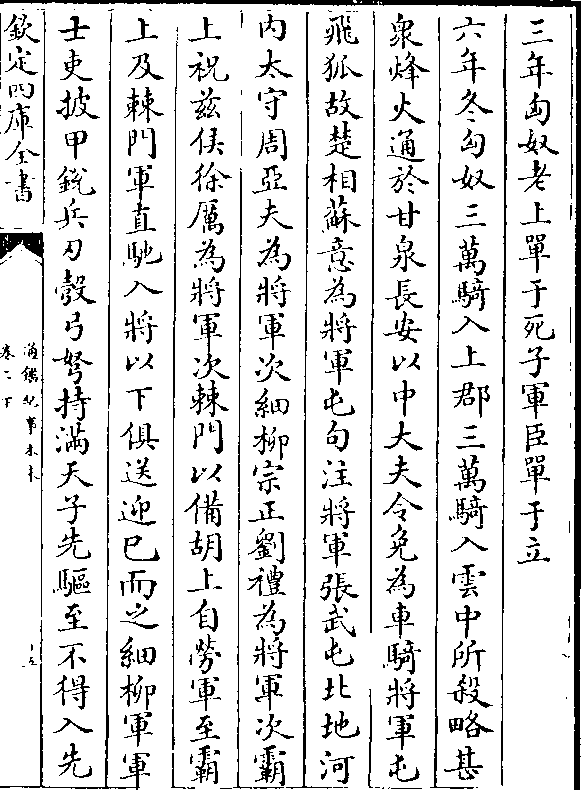 三年匈奴老上單于死子軍臣單于立
六年冬匈奴三萬騎入上郡三萬騎入雲中所殺略甚
衆烽火通於甘泉長安以中大夫令免為車騎將軍屯
飛狐故楚相蘇意為將軍屯句注將軍張武屯北地河
内太守周亞夫為將軍次細柳宗正劉禮為將軍次霸
上祝兹侯徐厲為將軍次棘門以備胡上自勞軍至霸
上及棘門軍直馳入將以下俱送迎已而之細柳軍軍
士吏披甲銳兵刃彀弓弩持滿天子先驅至不得入先
欽定四庫全書
通鑑紀事本末
卷二下
十五